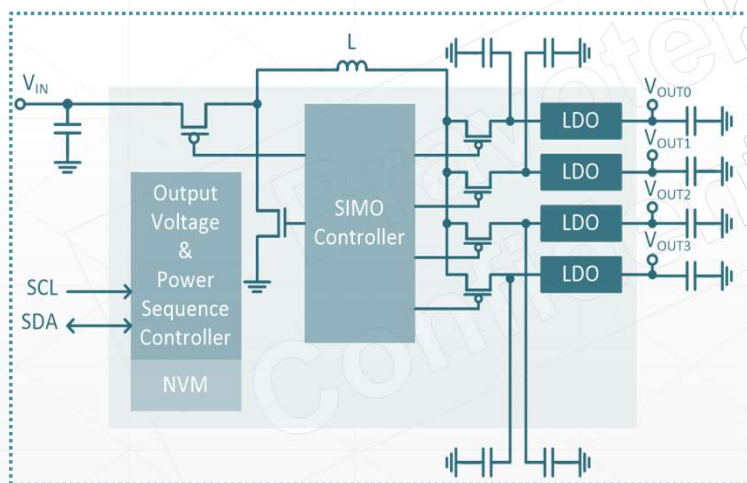 L
V_IN
V_OUT0
LDO
V_OUT1
LDO
V_OUT2
LDO
V_OUT3
LDO
Output
Voltage
&
Power
Sequence
Controller
NVM
SIMO
Controller
SCL
SDA
Confidential